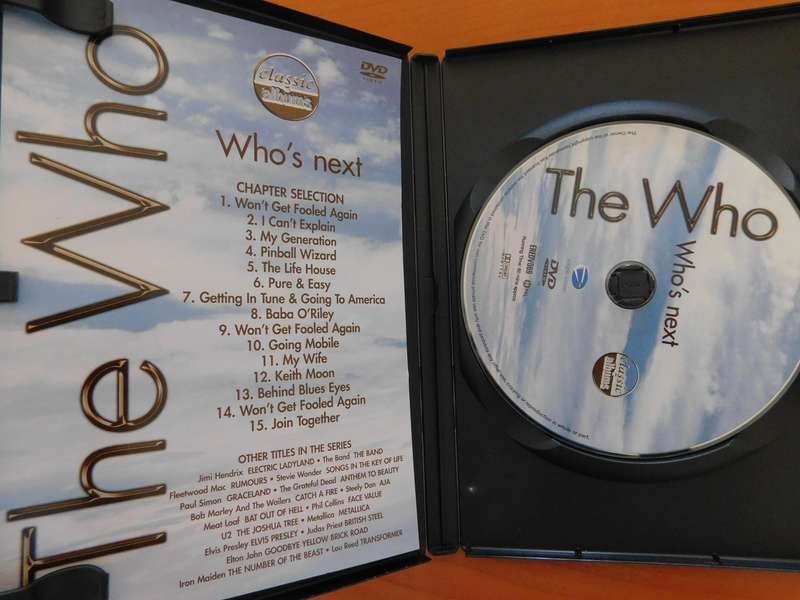 The Who
classic
albums
DVD
VIDEO
Who's next
CHAPTER SELECTION
1. Won't Get Fooled Again
2. I Can't Explain
3. My Generation
4. Pinball Wizard
5. The Life House
6. Pure & Easy
7. Getting In Tune & Going To America
8. Baba O'Riley
9. Won't Get Fooled Again
10. Going Mobile
11. My Wife
12. Keith Moon
13. Behind Blues Eyes
14. Won't Get Fooled Again
15. Join Together
OTHER TITLES IN THE SERIES
Jimi Hendrix ELECTRIC LADYLAND • The Band THE BAND
Fleetwood Mac RUMOURS • Stevie Wonder SONGS IN THE KEY OF LIFE
Paul Simon GRACELAND • The Grateful Dead ANTHEM TO BEAUTY
Bob Marley And The Wailers CATCH A FIRE • Steely Dan AJA
Meat Loaf BAT OUT OF HELL • Phil Collins FACE VALUE
U2 THE JOSHUA TREE • Metallica METALLICA
Elvis Presley ELVIS PRESLEY • Judas Priest BRITISH STEEL
Elton John GOODBYE YELLOW BRICK ROAD
Iron Maiden THE NUMBER OF THE BEAST • Lou Reed TRANSFORMER
The Who
Who's next
DVD
classic
albums